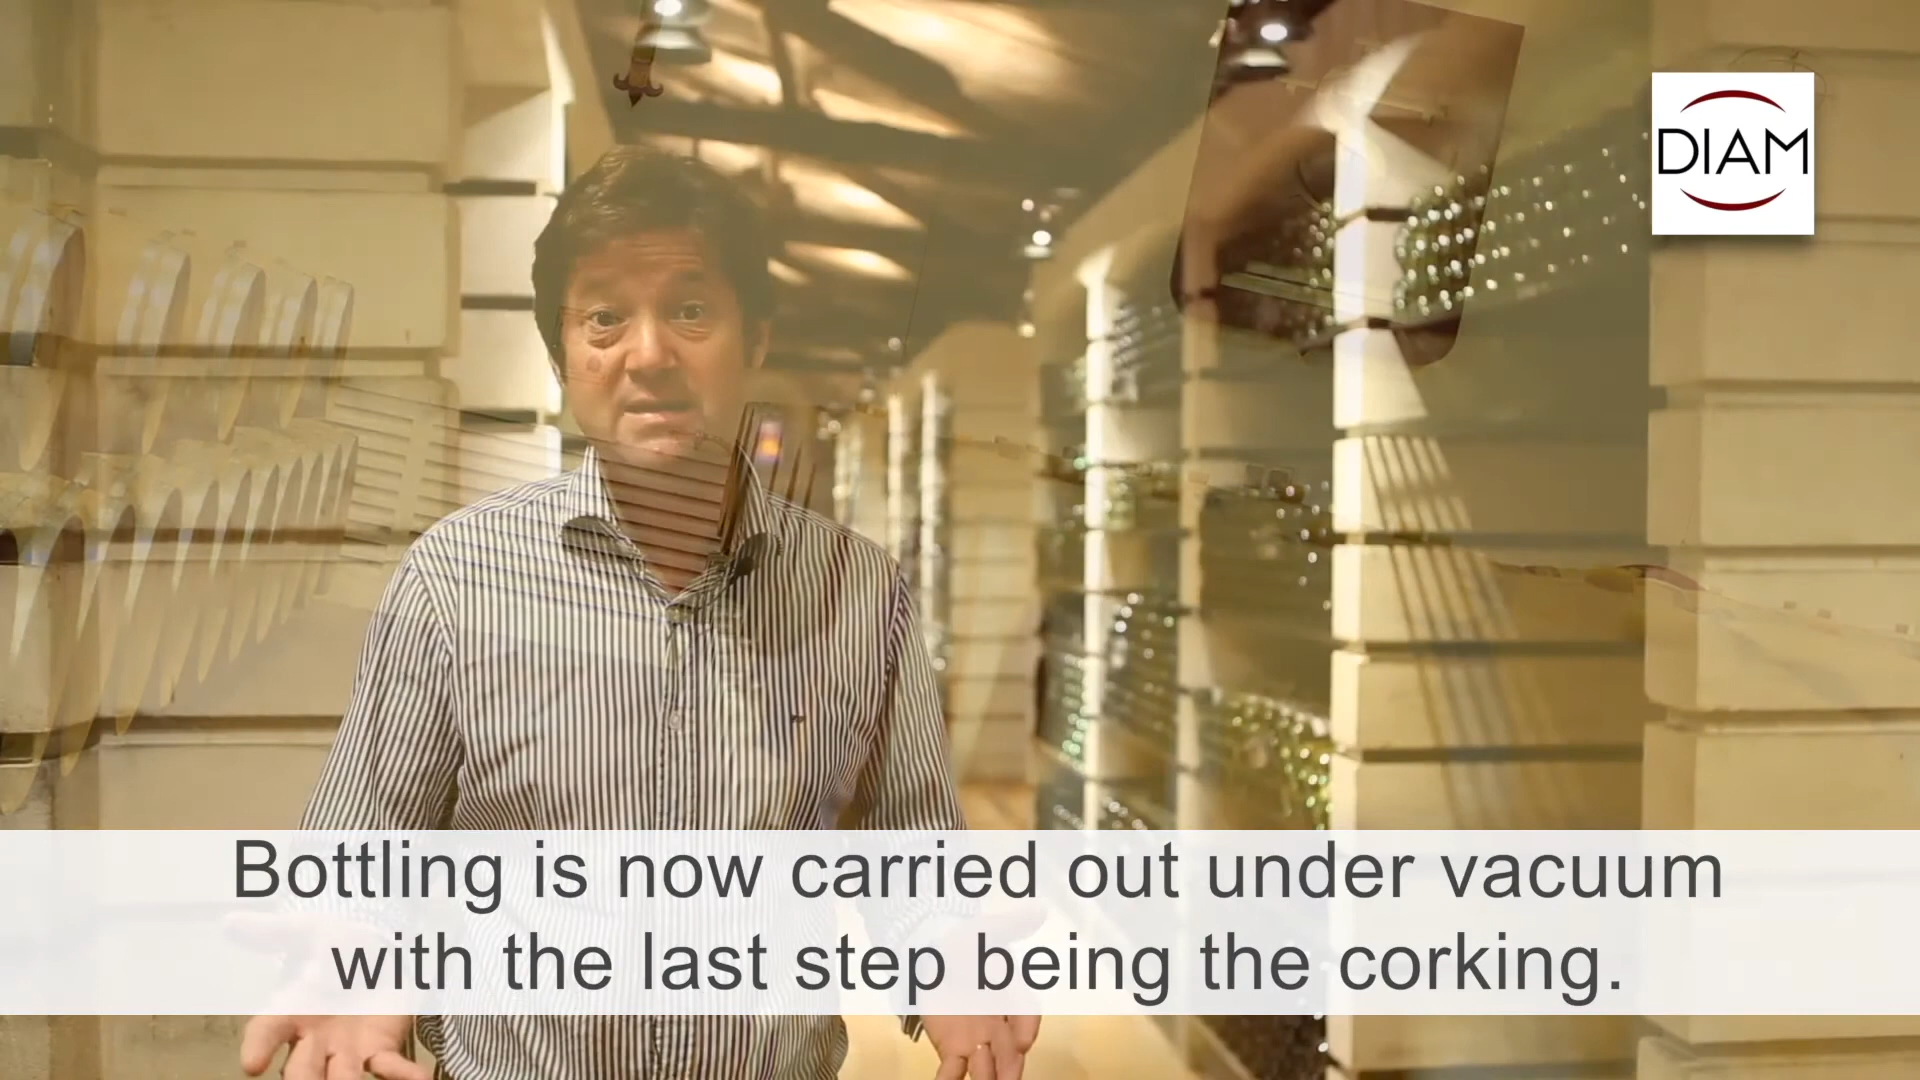 DIAM
Bottling is now carried out under vacuum
with the last step being the corking.